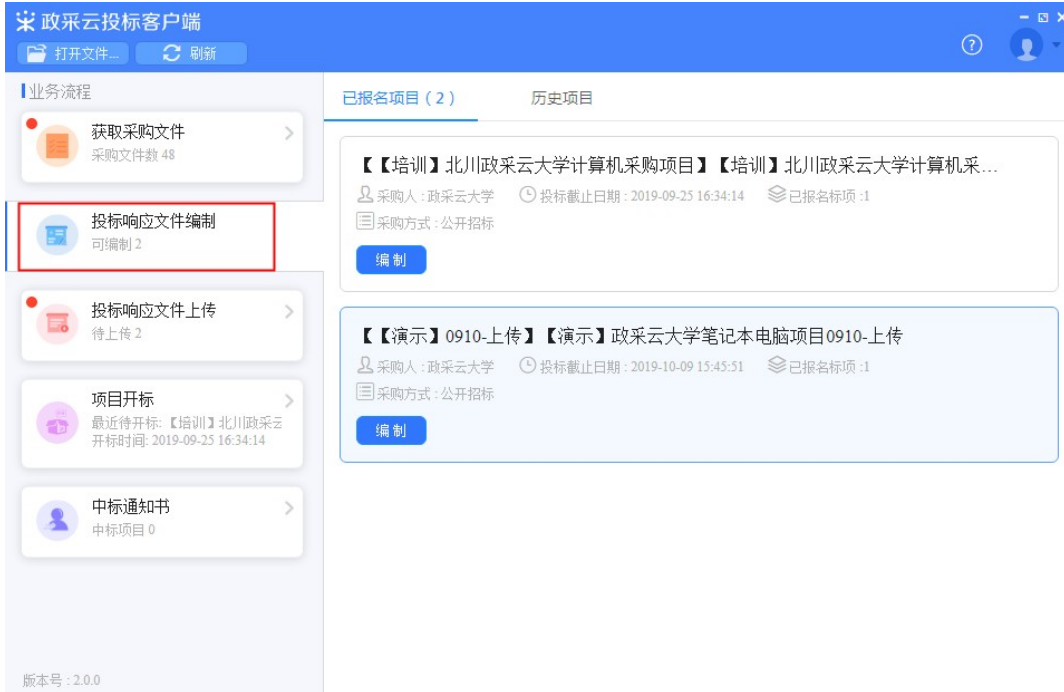 政采云投标客户端
打开文件... 刷新
业务流程
获取采购文件
采购文件数 48
投标响应文件编制
可编制 2
投标响应文件上传
待上传 2
项目开标
最近待开标: 【培训】北川政采云
开标时间: 2019-09-25 16:34:14
中标通知书
中标项目 0
版本号 : 2.0.0
已报名项目 ( 2 ) 历史项目
【【培训】北川政采云大学计算机采购项目】【培训】北川政采云大学计算机采...
采购人 : 政采云大学 投标截止日期 : 2019-09-25 16:34:14 已报名标项 :1
采购方式 : 公开招标
编 制
【【演示】0910-上传】【演示】政采云大学笔记本电脑项目0910-上传
采购人 : 政采云大学 投标截止日期 : 2019-10-09 15:45:51 已报名标项 :1
采购方式 : 公开招标
编 制